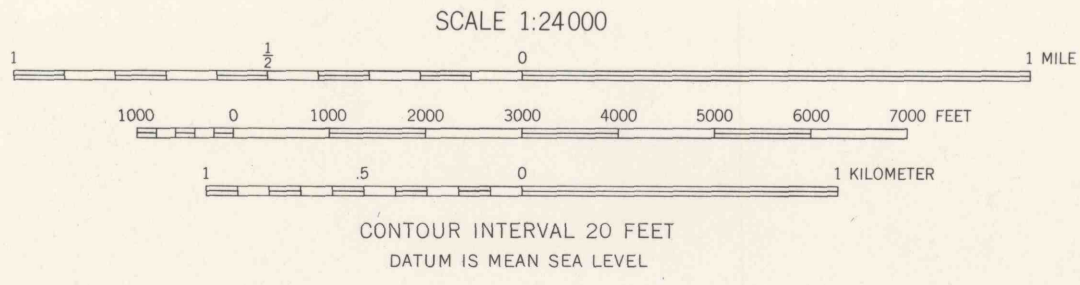 SCALE 1:24000
1 1/2 0 1 MILE
1000 0 1000 2000 3000 4000 5000 6000 7000 FEET
1 .5 0 1 KILOMETER
CONTOUR INTERVAL 20 FEET
DATUM IS MEAN SEA LEVEL